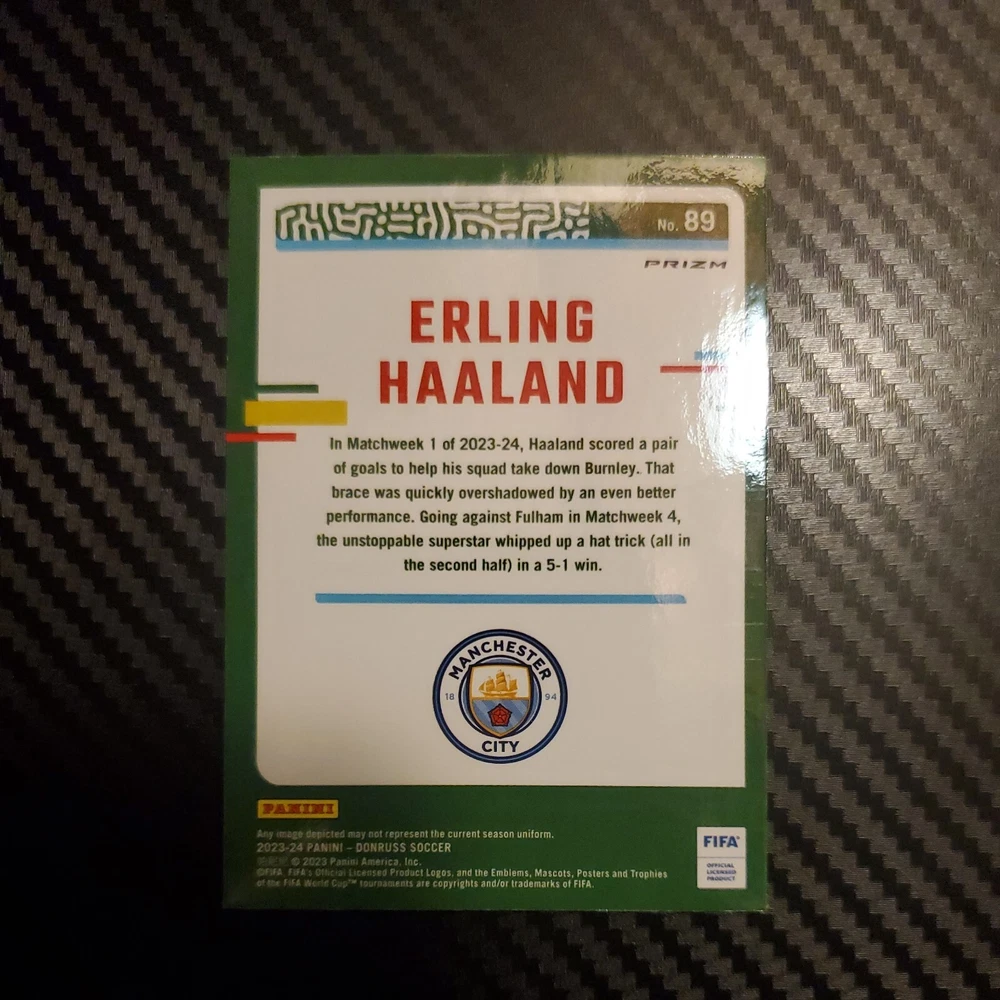 No. 89
PRIZM
ERLING
HAALAND
In Matchweek 1 of 2023-24, Haaland scored a pair
of goals to help his squad take down Burnley. That
brace was quickly overshadowed by an even better
performance. Going against Fulham in Matchweek 4,
the unstoppable superstar whipped up a hat trick (all in
the second half) in a 5-1 win.
MANCHESTER
18 94
CITY
PANINI
Any image depicted may not represent the current season uniform.
2023-24 PANINI – DONRUSS SOCCER
© 2023 Panini America, Inc.
©FIFA, FIFA's Official Licensed Product Logos, and the Emblems, Mascots, Posters and Trophies
of the FIFA World Cup™ tournaments are copyrights and/or trademarks of FIFA.
FIFA®
OFFICIAL
LICENSED
PRODUCT